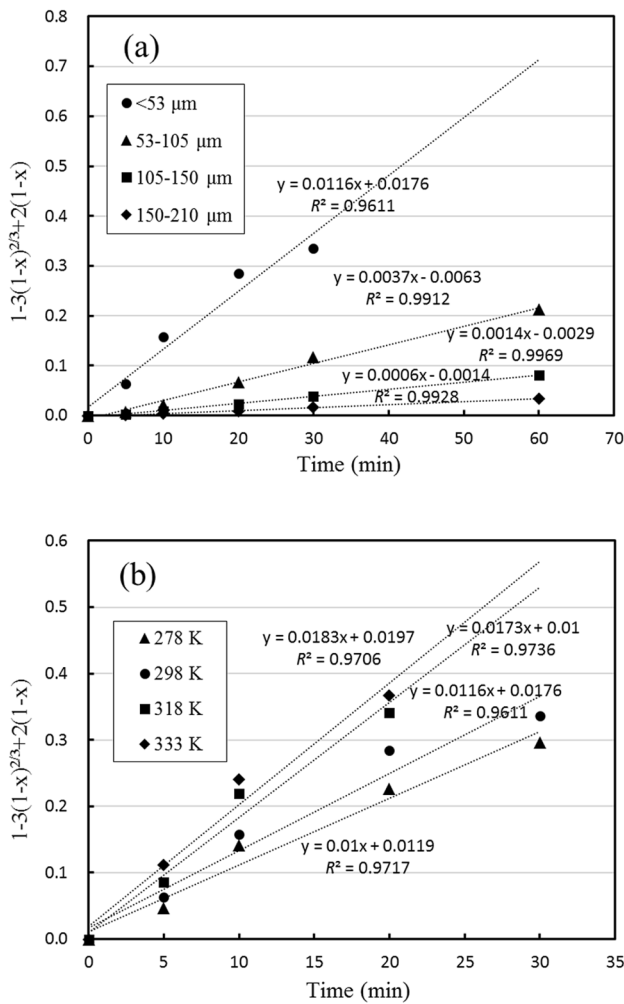 (a)
0.8
0.7
0.6
0.5
0.4
0.3
0.2
0.1
0.0
1-3(1-x)^2/3+2(1-x)
<53 μm
53-105 μm
105-150 μm
150-210 μm
y = 0.0116x + 0.0176
R² = 0.9611
y = 0.0037x - 0.0063
R² = 0.9912
y = 0.0014x - 0.0029
R² = 0.9969
y = 0.0006x - 0.0014
R² = 0.9928
0 10 20 30 40 50 60 70
Time (min)
(b)
0.6
0.5
0.4
0.3
0.2
0.1
0.0
1-3(1-x)^2/3+2(1-x)
278 K
298 K
318 K
333 K
y = 0.0183x + 0.0197
R² = 0.9706
y = 0.0173x + 0.01
R² = 0.9736
y = 0.0116x + 0.0176
R² = 0.9611
y = 0.01x + 0.0119
R² = 0.9717
0 5 10 15 20 25 30 35
Time (min)